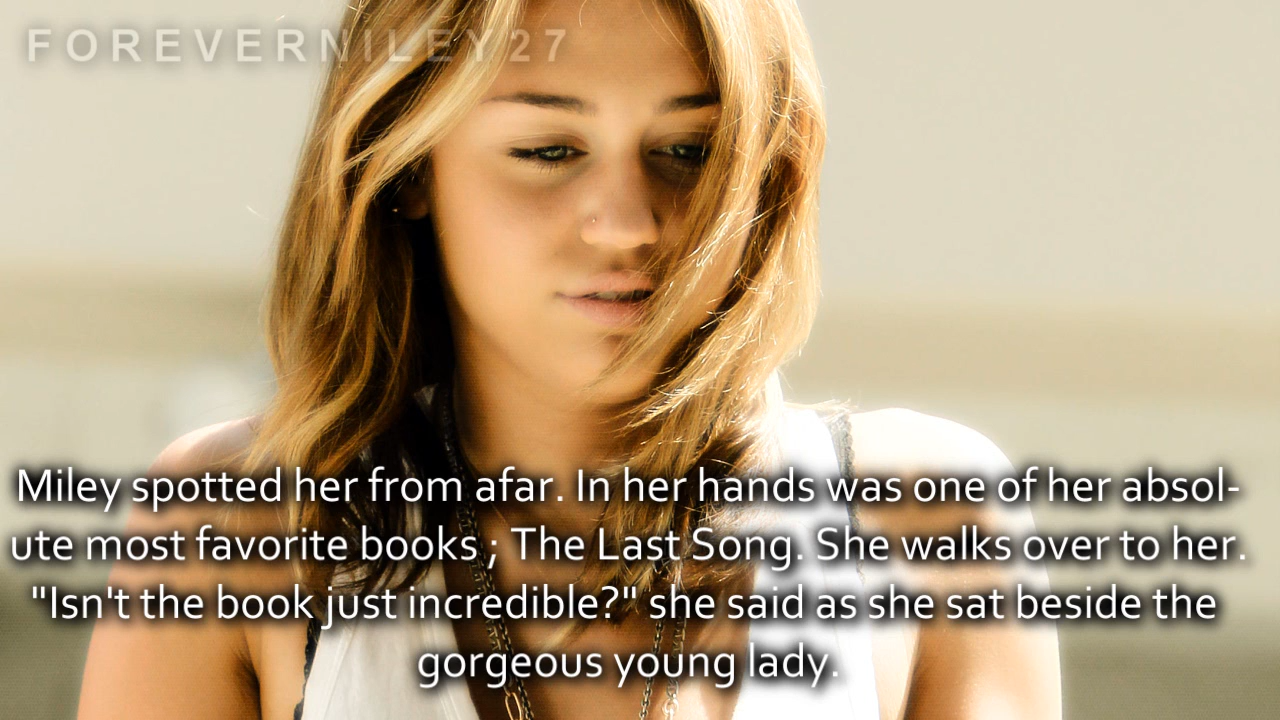 FOREVERNILEY27
Miley spotted her from afar. In her hands was one of her absol-
ute most favorite books ; The Last Song. She walks over to her.
"Isn't the book just incredible?" she said as she sat beside the
gorgeous young lady.